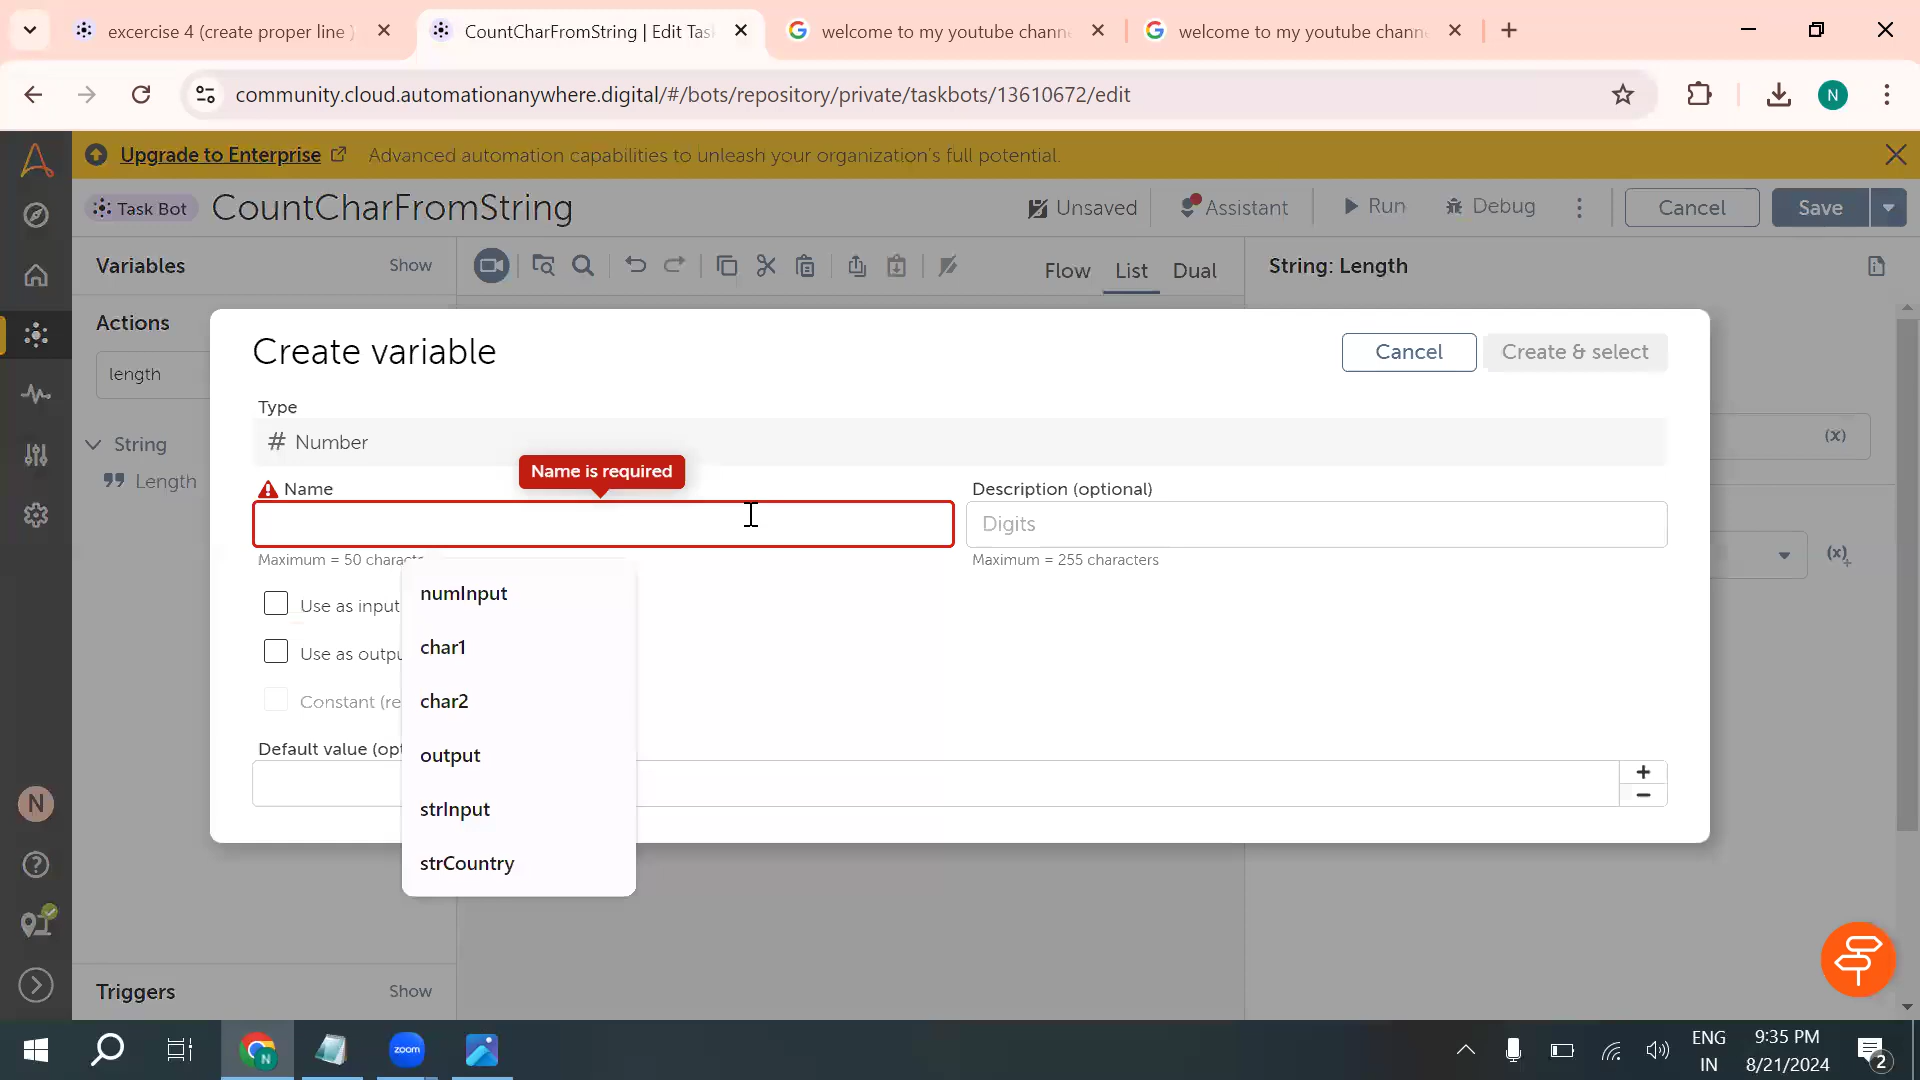 excercise 4 (create proper line )
CountCharFromString | Edit Tas
welcome to my youtube chann
welcome to my youtube chann
community.cloud.automationanywhere.digital/#/bots/repository/private/taskbots/13610672/edit
N
Upgrade to Enterprise
Advanced automation capabilities to unleash your organization's full potential.
Task Bot
CountCharFromString
Unsaved
Assistant
Run
Debug
Cancel
Save
Variables
Show
Flow
List
Dual
String: Length
Actions
length
String
Length
Create variable
Cancel
Create & select
Type
# Number
Name is required
Name
Description (optional)
Digits
Maximum = 50 characte
Maximum = 255 characters
numInput
Use as input
char1
Use as outpu
char2
Constant (re
Default value (opt
output
strInput
strCountry
(x)
(x)+
N
Triggers
Show
N
zoom
ENG
IN
9:35 PM
8/21/2024
2